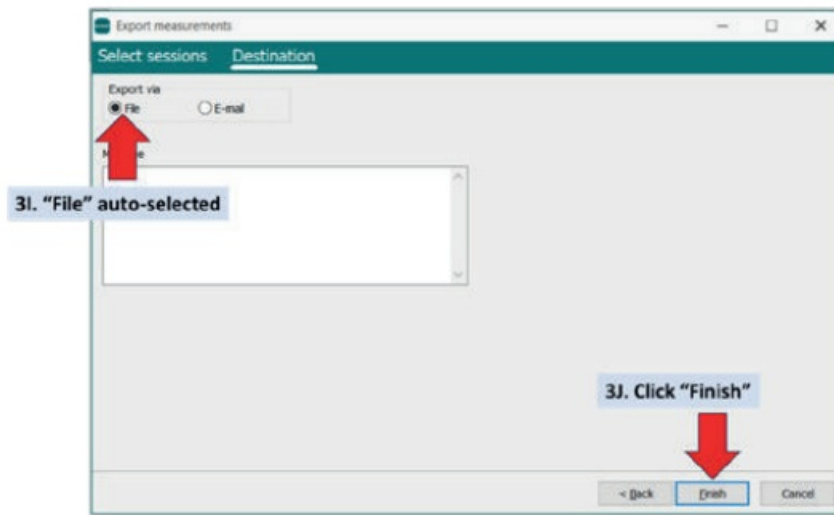 Export measurements
Select sessions Destination
Export via
File E-mail
3I. “File” auto-selected
3J. Click “Finish”
< Back Finish Cancel